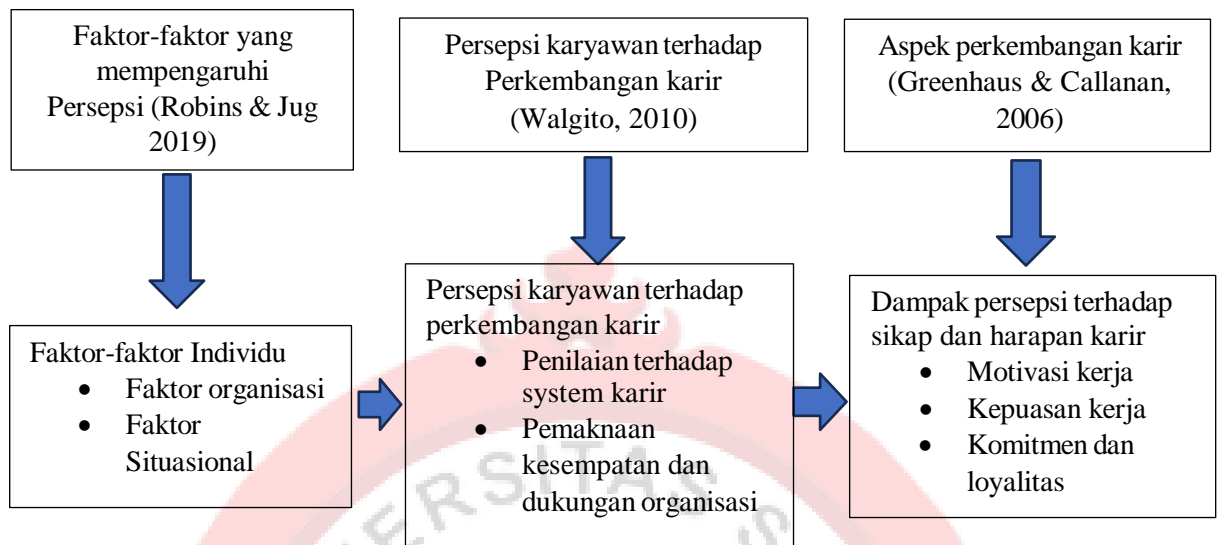 Faktor-faktor yang
mempengaruhi
Persepsi (Robins & Jug
2019)
Persepsi karyawan terhadap
Perkembangan karir
(Walgito, 2010)
Aspek perkembangan karir
(Greenhaus & Callanan,
2006)
Faktor-faktor Individu
• Faktor organisasi
• Faktor
Situasional
Persepsi karyawan terhadap
perkembangan karir
• Penilaian terhadap
system karir
• Pemaknaan
kesempatan dan
dukungan organisasi
Dampak persepsi terhadap
sikap dan harapan karir
• Motivasi kerja
• Kepuasan kerja
• Komitmen dan
loyalitas
ERSITAS S